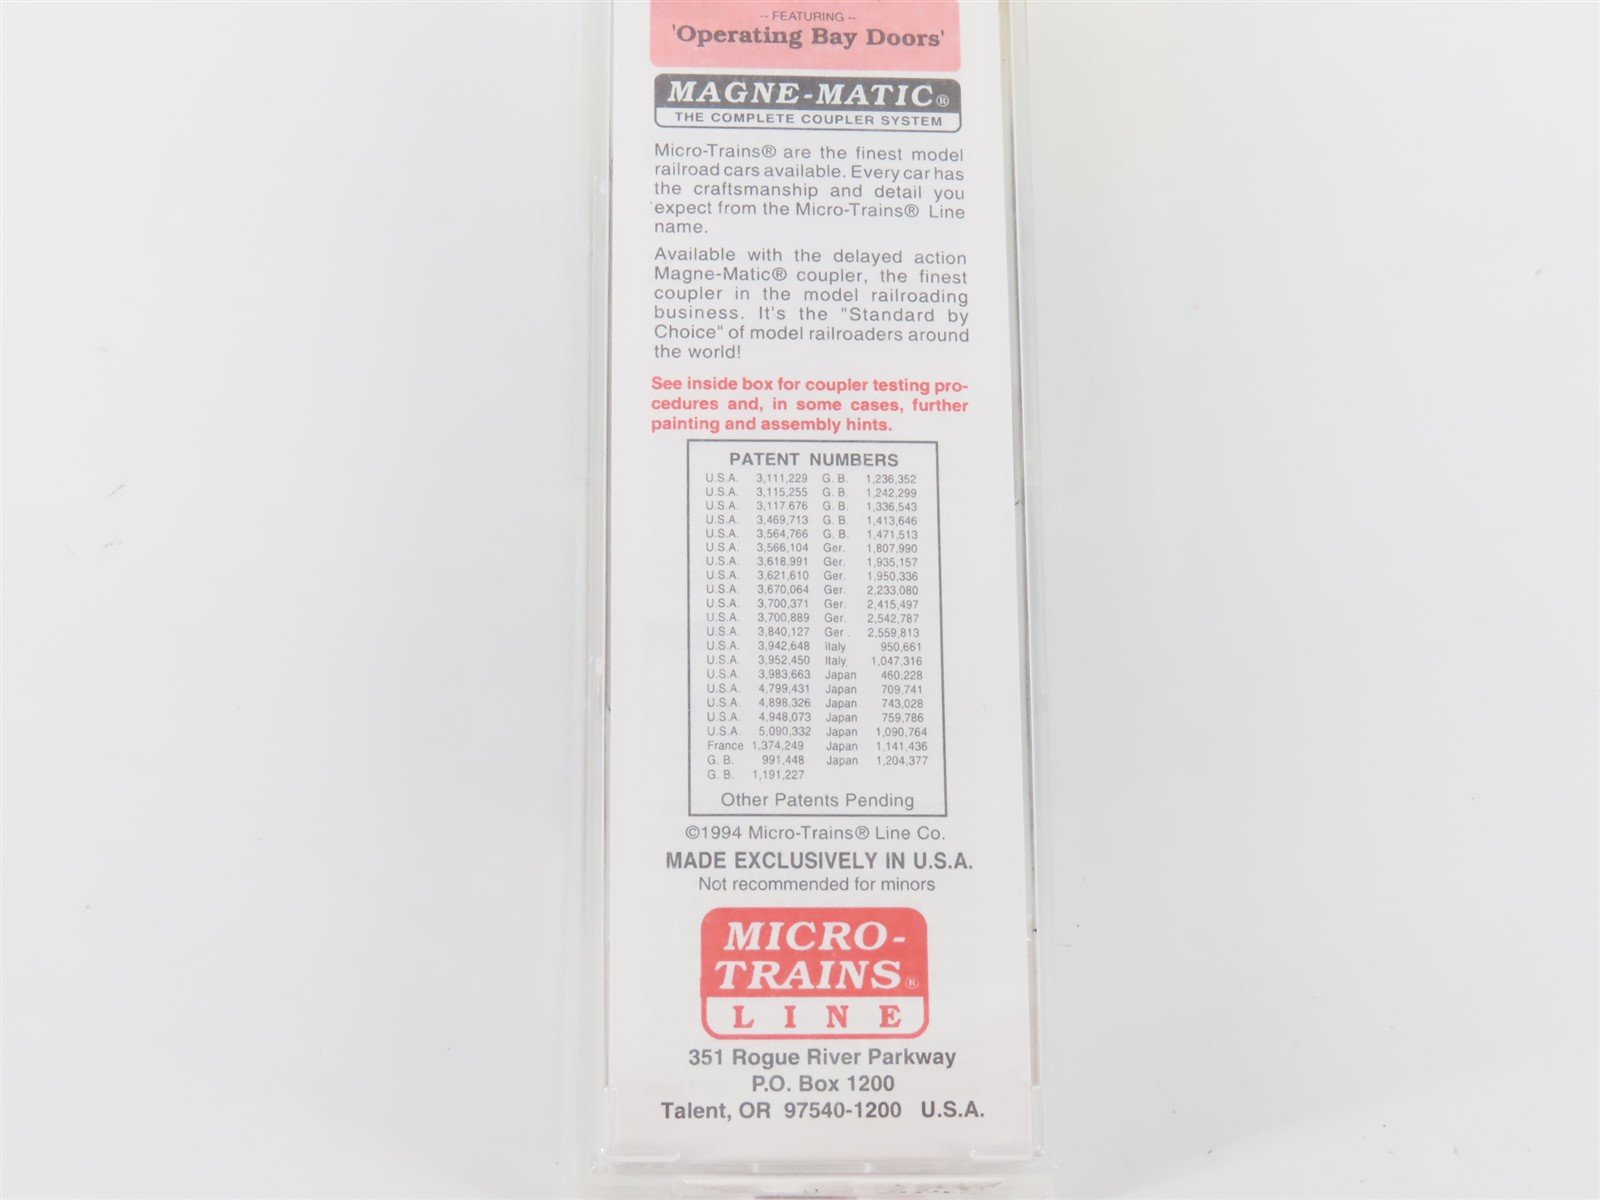 -- FEATURING --
'Operating Bay Doors'
MAGNE-MATIC®
THE COMPLETE COUPLER SYSTEM
Micro-Trains® are the finest model
railroad cars available. Every car has
the craftsmanship and detail you
expect from the Micro-Trains® Line
name.
Available with the delayed action
Magne-Matic® coupler, the finest
coupler in the model railroading
business. It's the "Standard by
Choice" of model railroaders around
the world!
See inside box for coupler testing pro-
cedures and, in some cases, further
painting and assembly hints.
PATENT NUMBERS
U.S.A. 3,111,229 G. B. 1,236,352
U.S.A. 3,115,255 G. B. 1,242,299
U.S.A. 3,117,676 G. B. 1,336,543
U.S.A. 3,469,713 G. B. 1,413,646
U.S.A. 3,564,766 G. B. 1,471,513
U.S.A. 3,566,104 Ger. 1,807,990
U.S.A. 3,618,991 Ger. 1,935,157
U.S.A. 3,621,610 Ger. 1,950,336
U.S.A. 3,670,064 Ger. 2,233,080
U.S.A. 3,700,371 Ger. 2,415,497
U.S.A. 3,700,889 Ger. 2,542,787
U.S.A. 3,840,127 Ger. 2,559,813
U.S.A. 3,942,648 Italy 950,661
U.S.A. 3,952,450 Italy 1,047,316
U.S.A. 3,983,663 Japan 460,228
U.S.A. 4,799,431 Japan 709,741
U.S.A. 4,898,326 Japan 743,028
U.S.A. 4,948,073 Japan 759,786
U.S.A. 5,090,332 Japan 1,090,764
France 1,374,249 Japan 1,141,436
G. B. 991,448 Japan 1,204,377
G. B. 1,191,227
Other Patents Pending
©1994 Micro-Trains® Line Co.
MADE EXCLUSIVELY IN U.S.A.
Not recommended for minors
MICRO-
TRAINS®
LINE
351 Rogue River Parkway
P.O. Box 1200
Talent, OR 97540-1200 U.S.A.